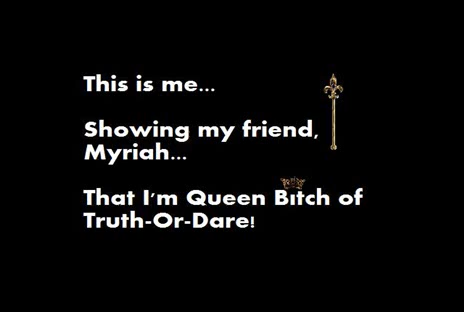 This is me...
Showing my friend,
Myriah...
That I'm Queen Bitch of
Truth-Or-Dare!